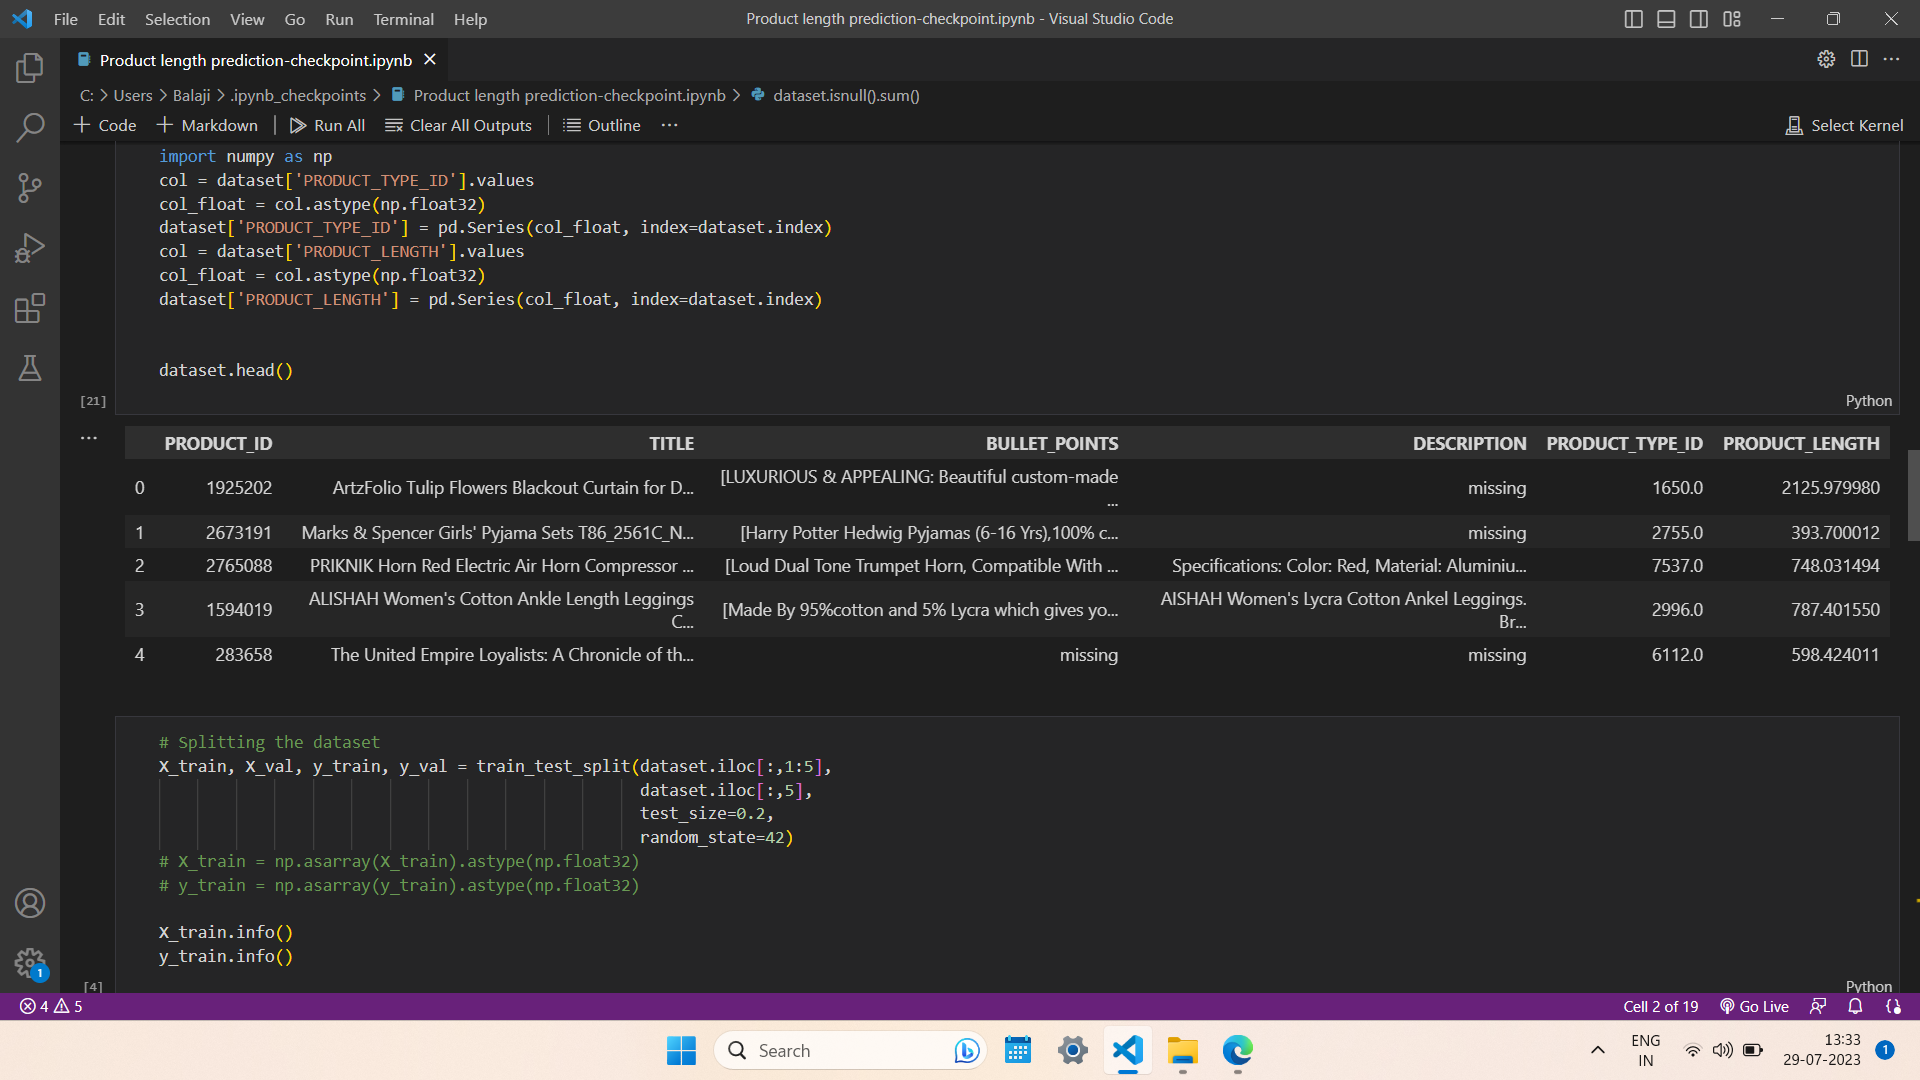 File Edit Selection View Go Run Terminal Help
Product length prediction-checkpoint.ipynb - Visual Studio Code
Product length prediction-checkpoint.ipynb
C: > Users > Balaji > .ipynb_checkpoints > Product length prediction-checkpoint.ipynb > dataset.isnull().sum()
+ Code + Markdown | Run All Clear All Outputs | Outline ... Select Kernel
import numpy as np
col = dataset['PRODUCT_TYPE_ID'].values
col_float = col.astype(np.float32)
dataset['PRODUCT_TYPE_ID'] = pd.Series(col_float, index=dataset.index)
col = dataset['PRODUCT_LENGTH'].values
col_float = col.astype(np.float32)
dataset['PRODUCT_LENGTH'] = pd.Series(col_float, index=dataset.index)
dataset.head()
[21] Python
PRODUCT_ID TITLE BULLET_POINTS DESCRIPTION PRODUCT_TYPE_ID PRODUCT_LENGTH
0 1925202 ArtzFolio Tulip Flowers Blackout Curtain for D... [LUXURIOUS & APPEALING: Beautiful custom-made ... missing 1650.0 2125.979980
1 2673191 Marks & Spencer Girls' Pyjama Sets T86_2561C_N... [Harry Potter Hedwig Pyjamas (6-16 Yrs),100% c... missing 2755.0 393.700012
2 2765088 PRIKNIK Horn Red Electric Air Horn Compressor ... [Loud Dual Tone Trumpet Horn, Compatible With ... Specifications: Color: Red, Material: Aluminiu... 7537.0 748.031494
3 1594019 ALISHAH Women's Cotton Ankle Length Leggings C... [Made By 95%cotton and 5% Lycra which gives yo... AISHAH Women's Lycra Cotton Ankel Leggings. Br... 2996.0 787.401550
4 283658 The United Empire Loyalists: A Chronicle of th... missing missing 6112.0 598.424011
# Splitting the dataset
X_train, X_val, y_train, y_val = train_test_split(dataset.iloc[:,1:5],
dataset.iloc[:,5],
test_size=0.2,
random_state=42)
# X_train = np.asarray(X_train).astype(np.float32)
# y_train = np.asarray(y_train).astype(np.float32)
X_train.info()
y_train.info()
[4] Python
1
4 5 Cell 2 of 19 Go Live
Search
ENG
IN
13:33
29-07-2023
1